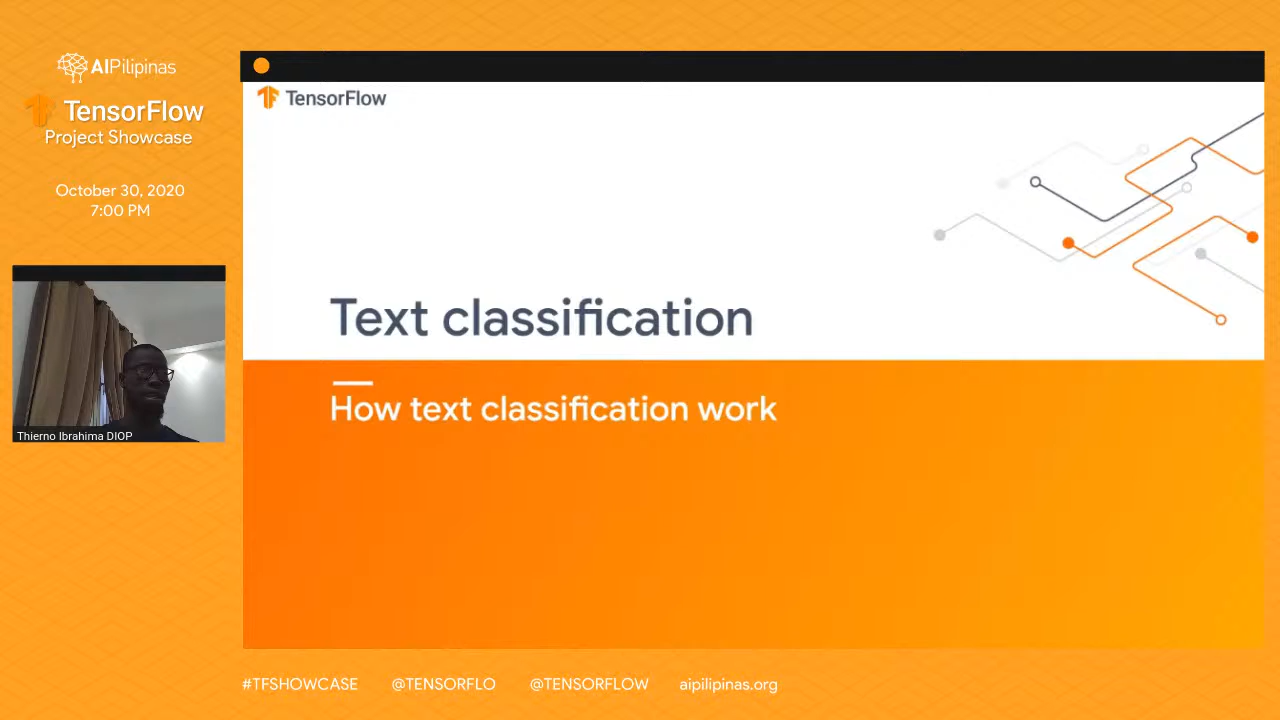 AIPilipinas
TensorFlow
Project Showcase
October 30, 2020
7:00 PM
Thierno Ibrahima DIOP
TensorFlow
Text classification
How text classification work
#TFSHOWCASE @TENSORFLO @TENSORFLOW aipilipinas.org